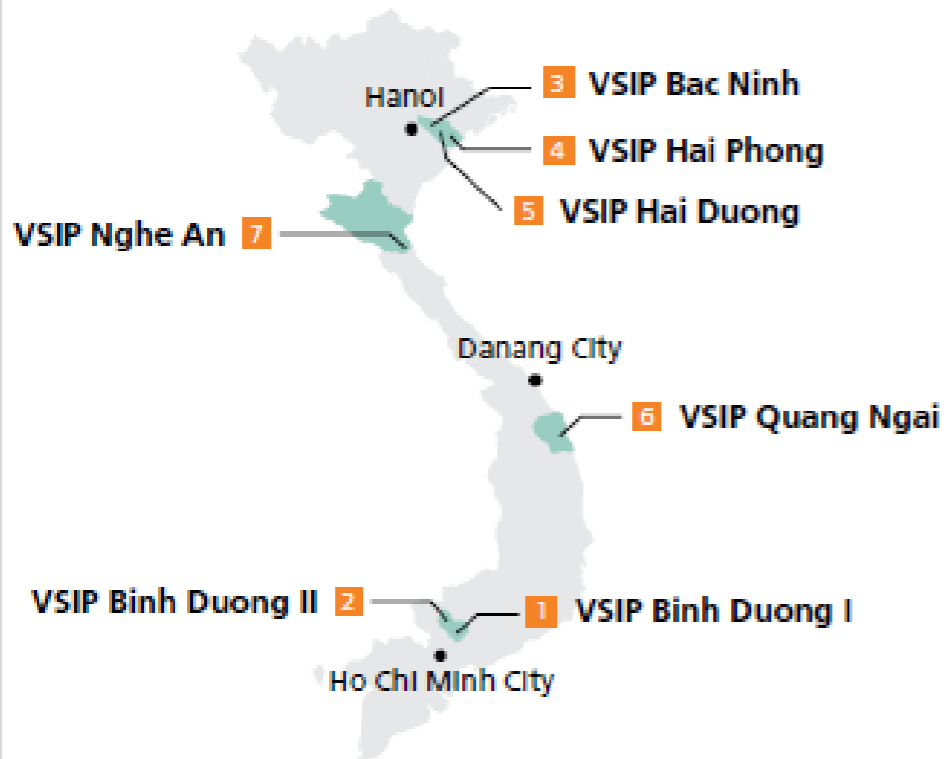 3 VSIP Bac Ninh
Hanoi
4 VSIP Hai Phong
5 VSIP Hai Duong
VSIP Nghe An 7
Danang City
6 VSIP Quang Ngai
VSIP Binh Duong II 2
1 VSIP Binh Duong I
Ho Chi Minh City